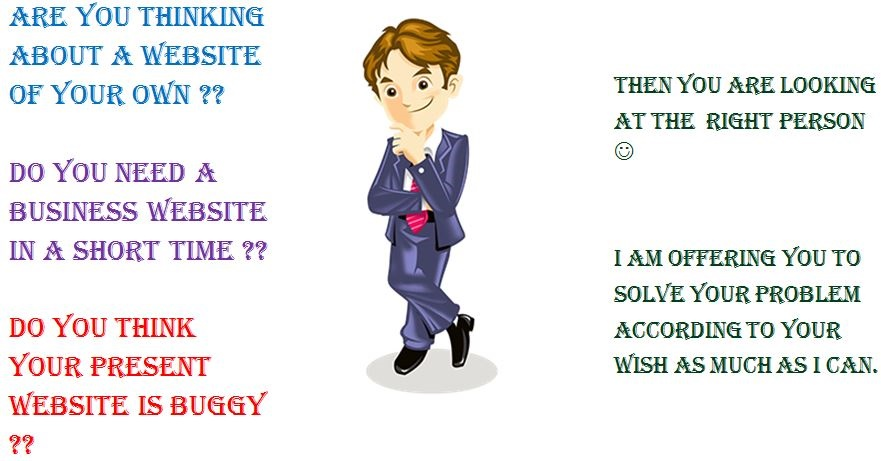 ARE YOU THINKING
ABOUT A WEBSITE
OF YOUR OWN ??
DO YOU NEED A
BUSINESS WEBSITE
IN A SHORT TIME ??
DO YOU THINK
YOUR PRESENT
WEBSITE IS BUGGY
??
THEN YOU ARE LOOKING
AT THE RIGHT PERSON
☺
I AM OFFERING YOU TO
SOLVE YOUR PROBLEM
ACCORDING TO YOUR
WISH AS MUCH AS I CAN.